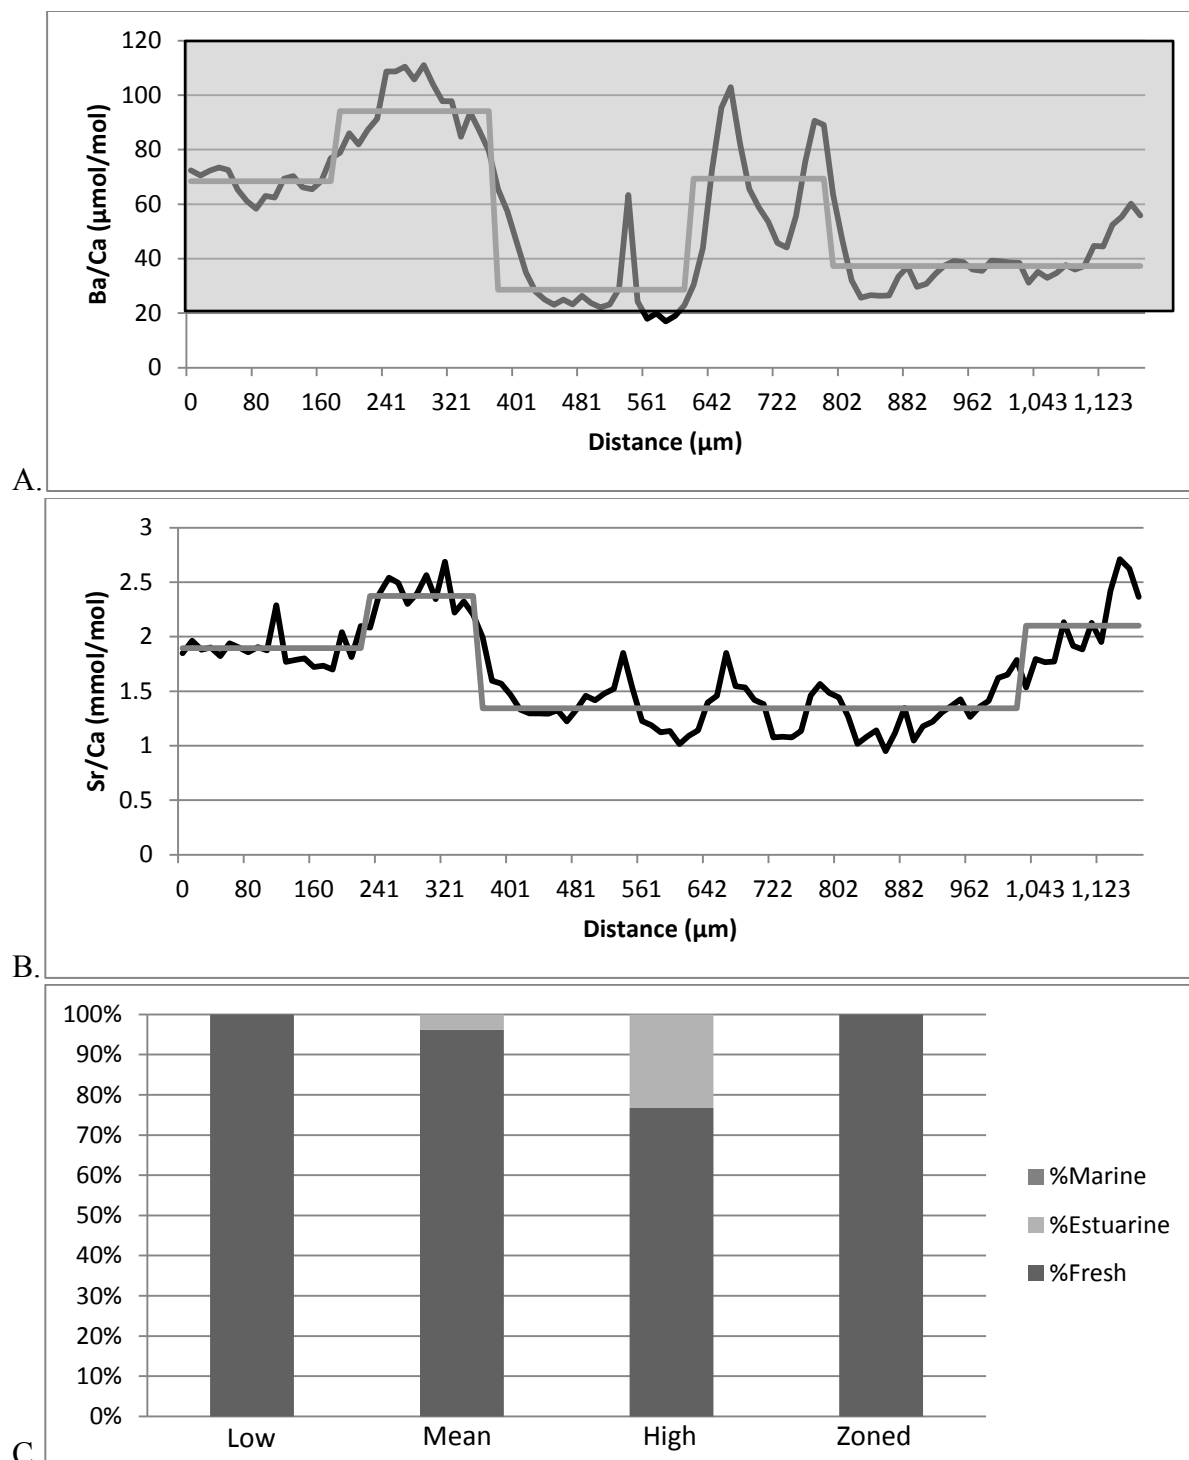 120
100
80
60
40
20
0
Ba/Ca (µmol/mol)
0 80 160 241 321 401 481 561 642 722 802 882 962 1,043 1,123
Distance (µm)
A.
3
2.5
2
1.5
1
0.5
0
Sr/Ca (mmol/mol)
0 80 160 241 321 401 481 561 642 722 802 882 962 1,043 1,123
Distance (µm)
B.
100%
90%
80%
70%
60%
50%
40%
30%
20%
10%
0%
Low Mean High Zoned
%Marine
%Estuarine
%Fresh
C